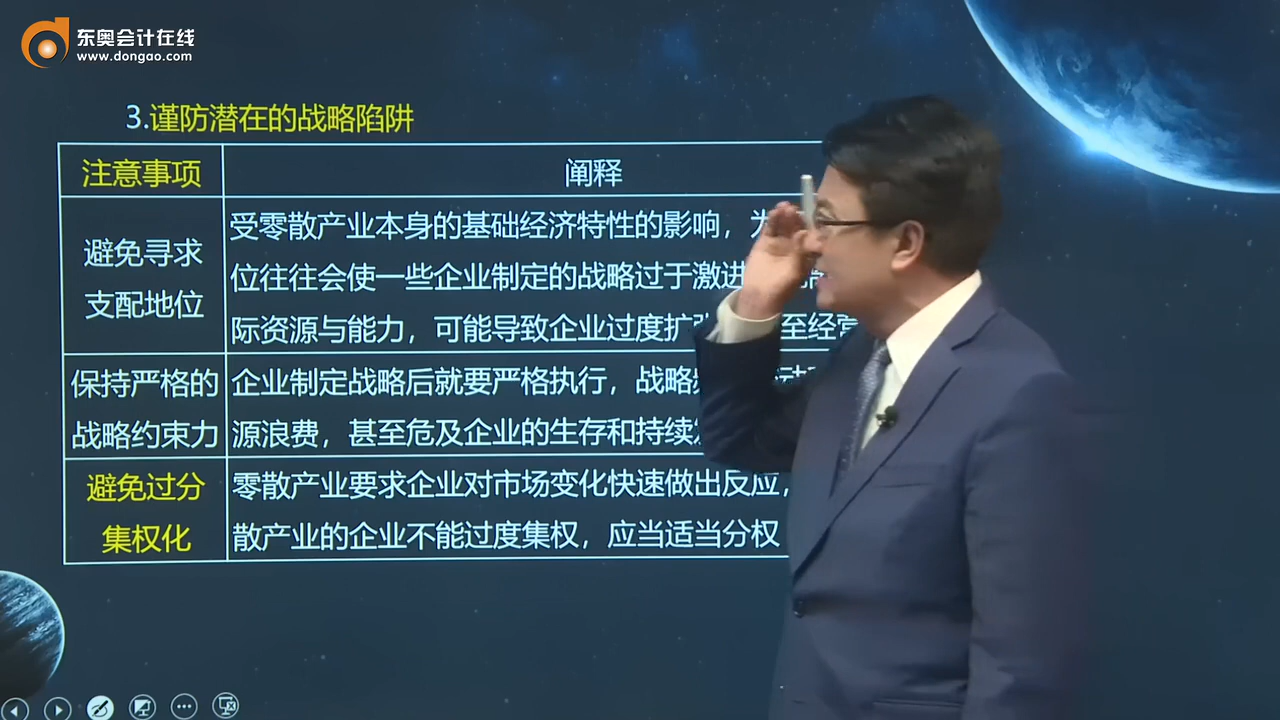 东奥会计在线
www.dongao.com
3.谨防潜在的战略陷阱
注意事项
阐释
避免寻求
支配地位
受零散产业本身的基础经济特性的影响，
位往往会使一些企业制定的战略过于激进
际资源与能力，可能导致企业过度扩 至经营
保持严格的
战略约束力
企业制定战略后就要严格执行，战略
源浪费，甚至危及企业的生存和持续
避免过分
集权化
零散产业要求企业对市场变化快速做出反应，
散产业的企业不能过度集权，应当适当分权